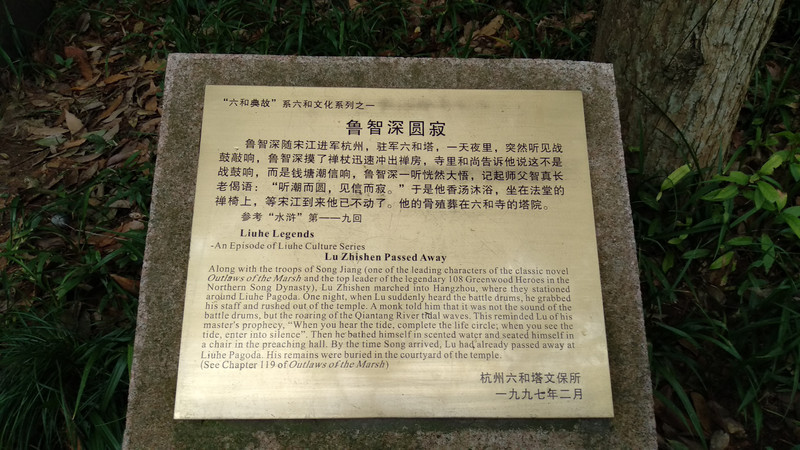 “六和典故”系六和文化系列之一
鲁智深圆寂
鲁智深随宋江进军杭州，驻军六和塔，一天夜里，突然听见战
鼓敲响，鲁智深摸了禅杖迅速冲出禅房，寺里和尚告诉他说这不是
战鼓响，而是钱塘潮信响，鲁智深一听恍然大悟，记起师父智真长
老偈语：“听潮而圆，见信而寂。”于是他香汤沐浴，坐在法堂的
禅椅上，等宋江到来他已不动了。他的骨殖葬在六和寺的塔院。
参考“水浒”第一一九回
Liuhe Legends
-An Episode of Liuhe Culture Series
Lu Zhishen Passed Away
Along with the troops of Song Jiang (one of the leading characters of the classic novel
Outlaws of the Marsh and the top leader of the legendary 108 Greenwood Heroes in the
Northern Song Dynasty), Lu Zhishen marched into Hangzhou, where they stationed
around Liuhe Pagoda. One night, when Lu suddenly heard the battle drums, he grabbed
his staff and rushed out of the temple. A monk told him that it was not the sound of the
battle drums, but the roaring of the Qiantang River tidal waves. This reminded Lu of his
master's prophecy, “When you hear the tide, complete the life circle; when you see the
tide, enter into silence”. Then he bathed himself in scented water and seated himself in
a chair in the preaching hall. By the time Song arrived, Lu had already passed away at
Liuhe Pagoda. His remains were buried in the courtyard of the temple.
(See Chapter 119 of Outlaws of the Marsh)
杭州六和塔文保所
一九九七年二月